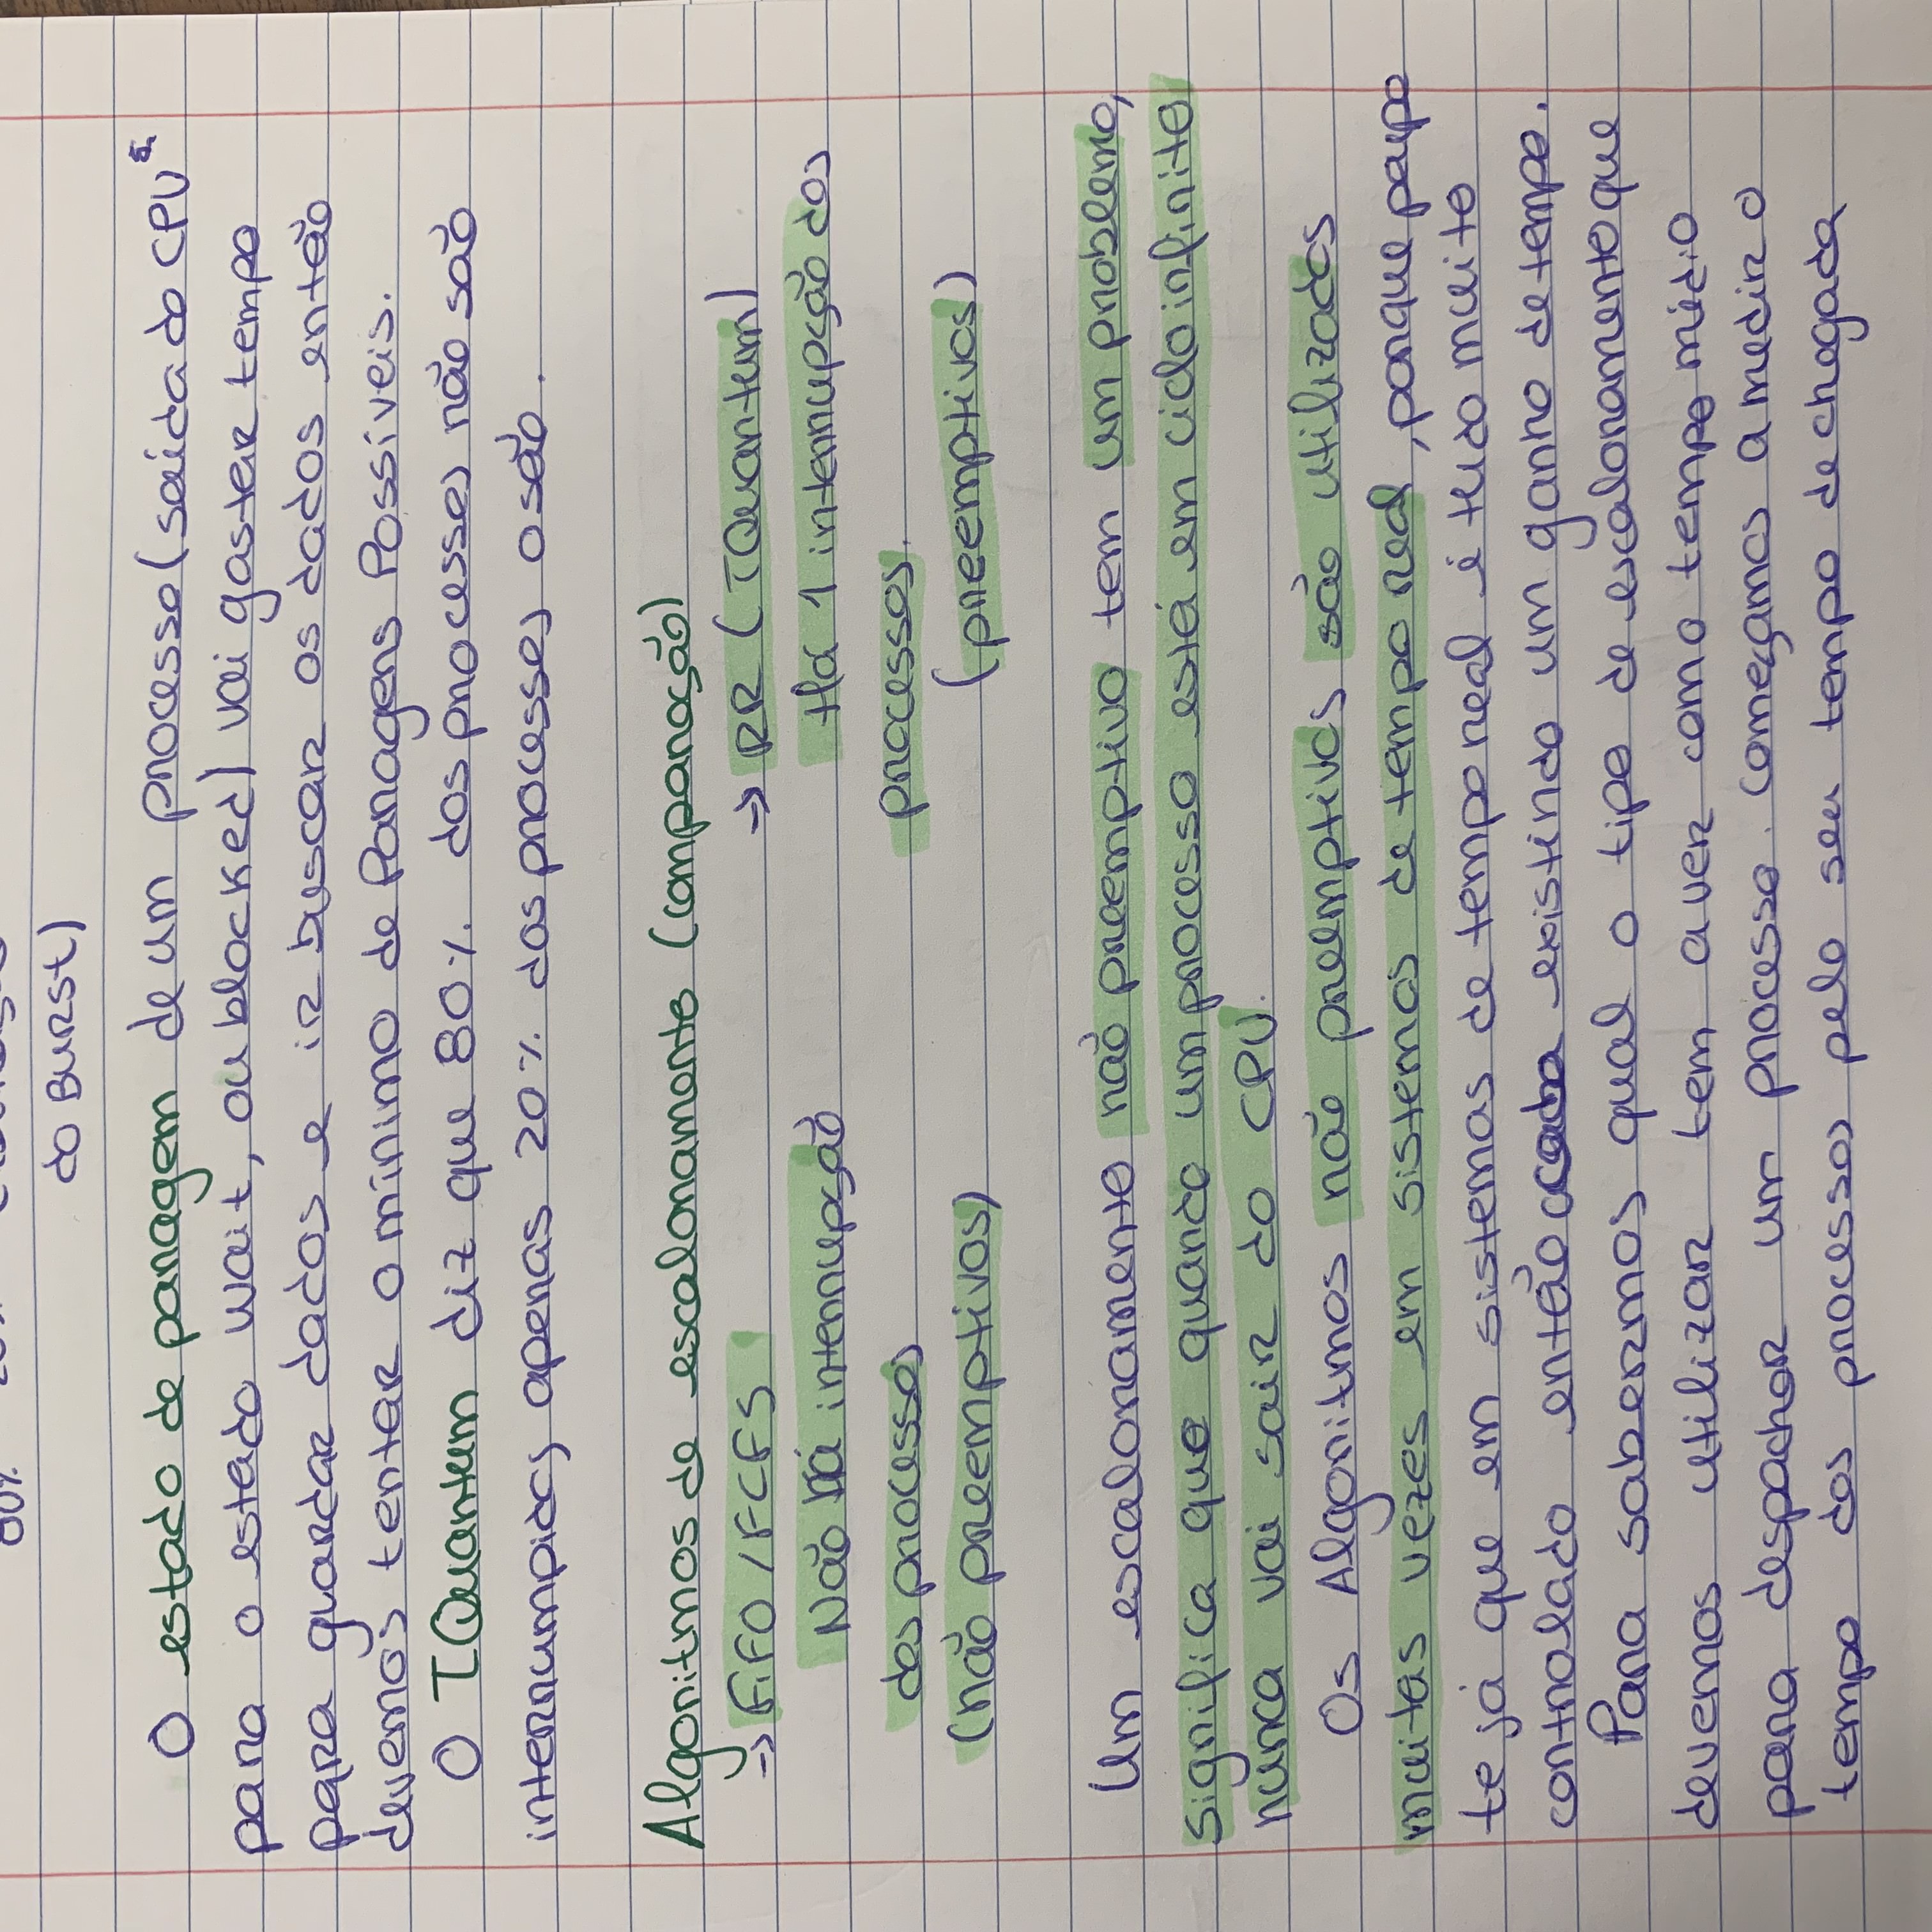 80%
do BURST)
O estado de paragem de um processo (saída do CPU
para o estado wait, ou blocked) vai gastar tempo
para guardar dados e ir buscar os dados então
devemos tentar o mínimo de Paragens Possíveis.
O TQuantum diz que 80% dos processos não são
interrumpidos apenas 20% dos processos o são.
Algoritmos de escalonamento (comparação)
→ FiFO / FCFS → RR (TQuantum)
Não há interrupção Há 1 interrupção dos
dos processos processos.
(não preemptivos) (preemptivos)
Um escalonamento não preemptivo tem um problema,
significa que quando um processo está em ciclo infinito
nunca vai sair do CPU.
Os Algoritmos não preemptivos são utilizados
muitas vezes em sistemas de tempo real, porque
te já que em sistemas de tempo real é tudo muito
controlado então acaba existindo um ganho de tempo.
Para sabermos qual o tipo de escalonamento que
devemos utilizar tem a ver com o tempo médio
para despachar um processo. Começamos a medir o
tempo dos processos pelo seu tempo de chegada